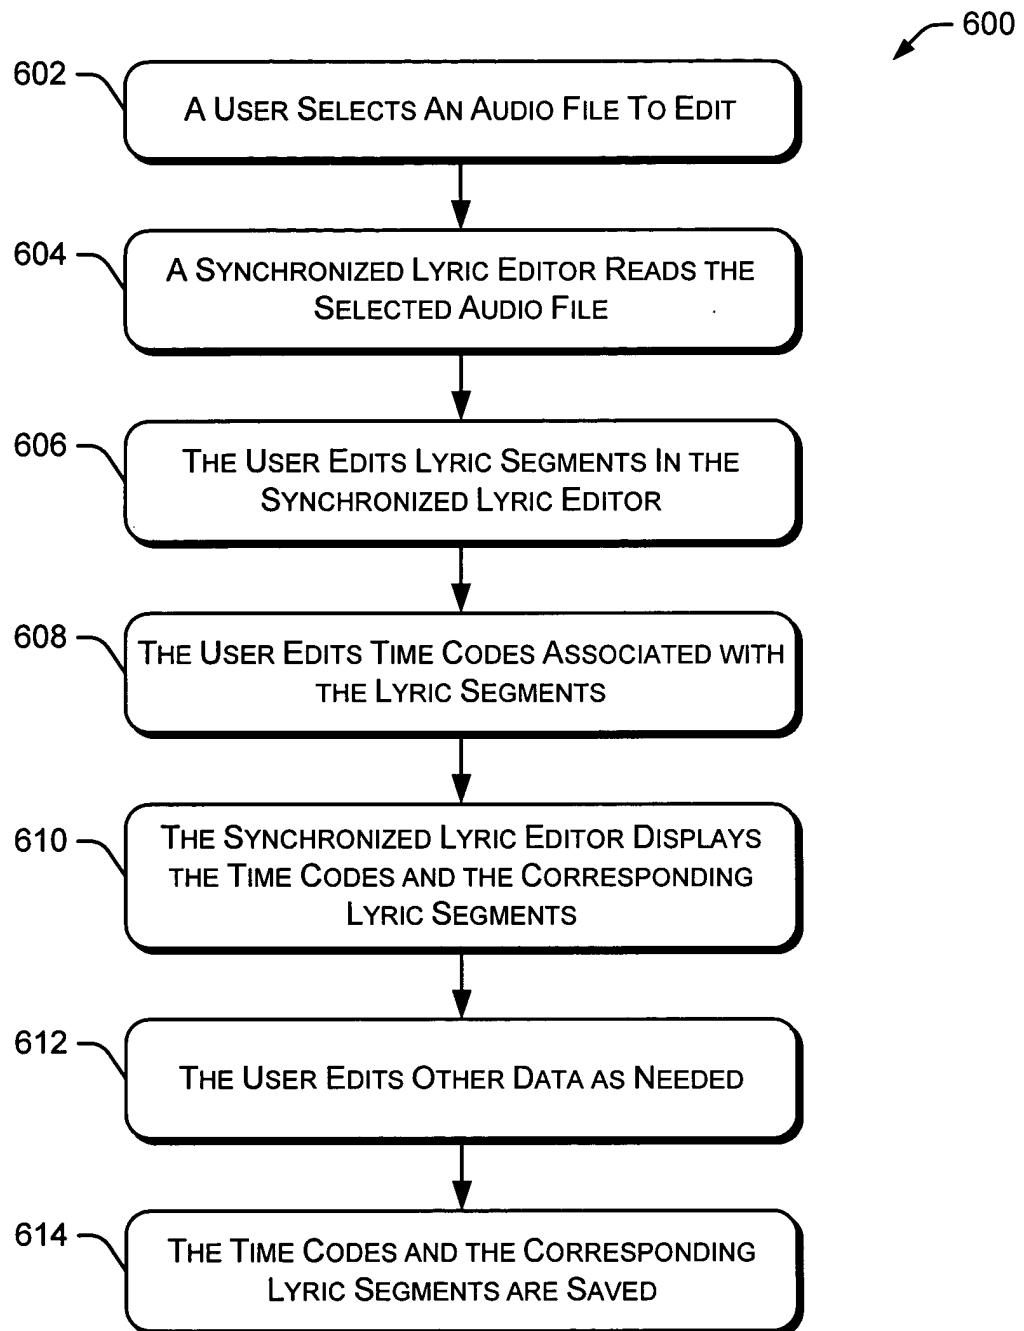 600
602
A USER SELECTS AN AUDIO FILE TO EDIT
604
A SYNCHRONIZED LYRIC EDITOR READS THE
SELECTED AUDIO FILE
606
THE USER EDITS LYRIC SEGMENTS IN THE
SYNCHRONIZED LYRIC EDITOR
608
THE USER EDITS TIME CODES ASSOCIATED WITH
THE LYRIC SEGMENTS
610
THE SYNCHRONIZED LYRIC EDITOR DISPLAYS
THE TIME CODES AND THE CORRESPONDING
LYRIC SEGMENTS
612
THE USER EDITS OTHER DATA AS NEEDED
614
THE TIME CODES AND THE CORRESPONDING
LYRIC SEGMENTS ARE SAVED